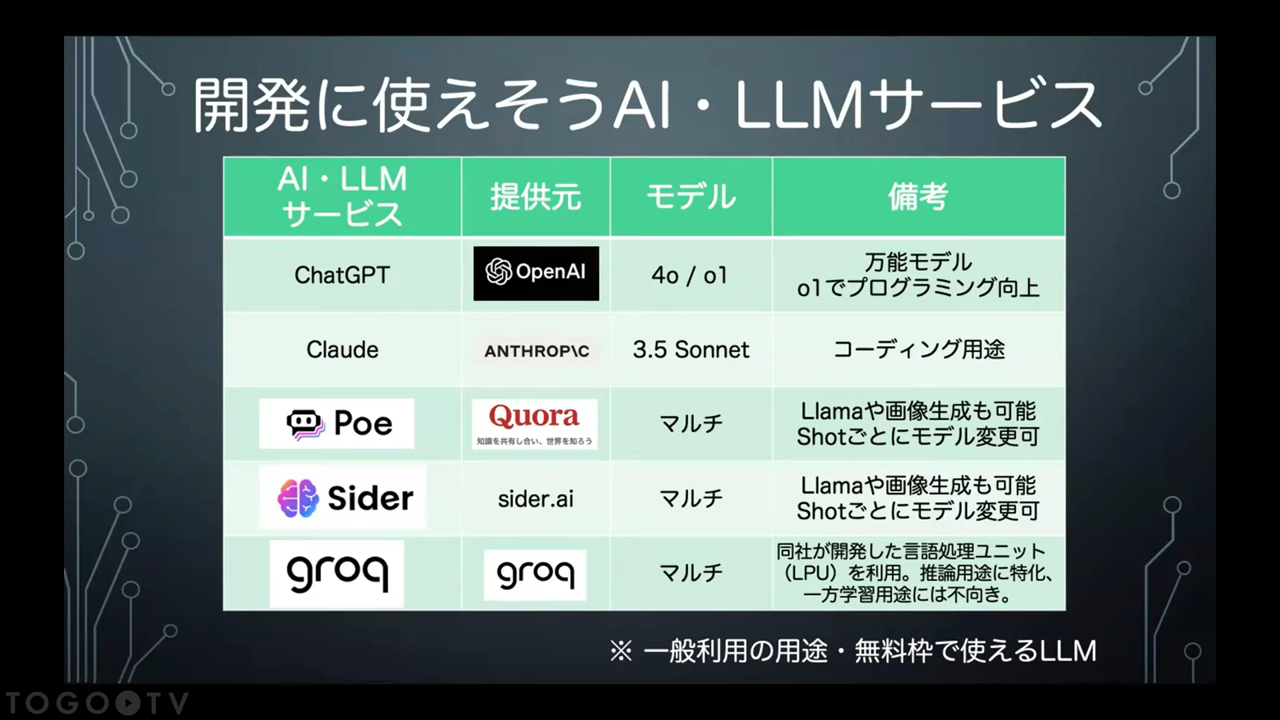 開発に使えそうAI・LLMサービス
AI・LLM
サービス
提供元
モデル
備考
ChatGPT
OpenAI
4o / o1
万能モデル
o1でプログラミング向上
Claude
ANTHROP\C
3.5 Sonnet
コーディング用途
Poe
Quora
知識を共有し合い、世界を知ろう
マルチ
Llamaや画像生成も可能
Shotごとにモデル変更可
Sider
sider.ai
マルチ
Llamaや画像生成も可能
Shotごとにモデル変更可
groq
groq
マルチ
同社が開発した言語処理ユニット
（LPU）を利用。推論用途に特化、
一方学習用途には不向き。
※ 一般利用の用途・無料枠で使えるLLM
TOGOTV